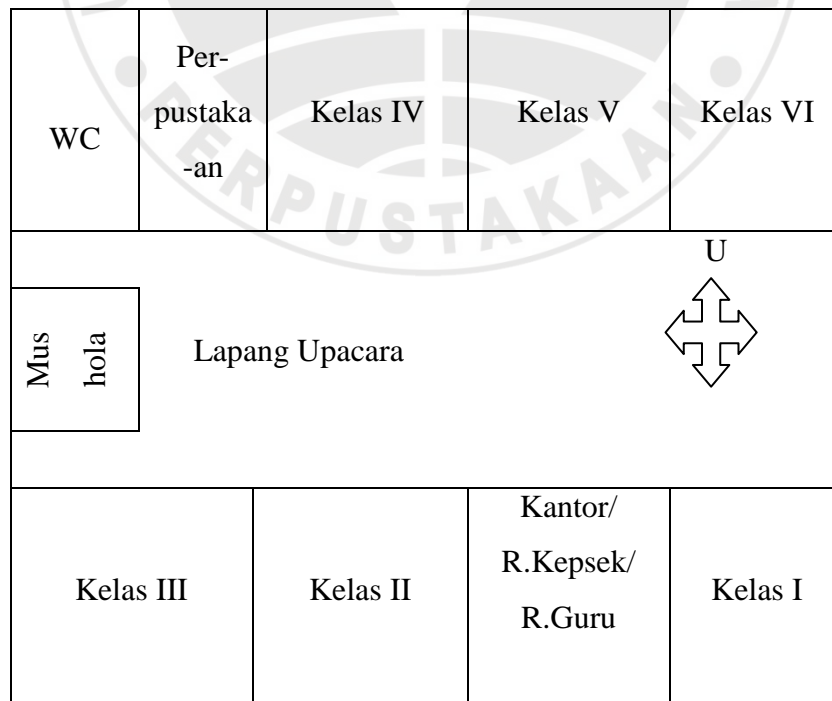 WC
Per-
pustaka
-an
Kelas IV
Kelas V
Kelas VI
PERPUSTAKAAN
U
Mus
hola
Lapang Upacara
Kelas III
Kelas II
Kantor/
R.Kepsek/
R.Guru
Kelas I